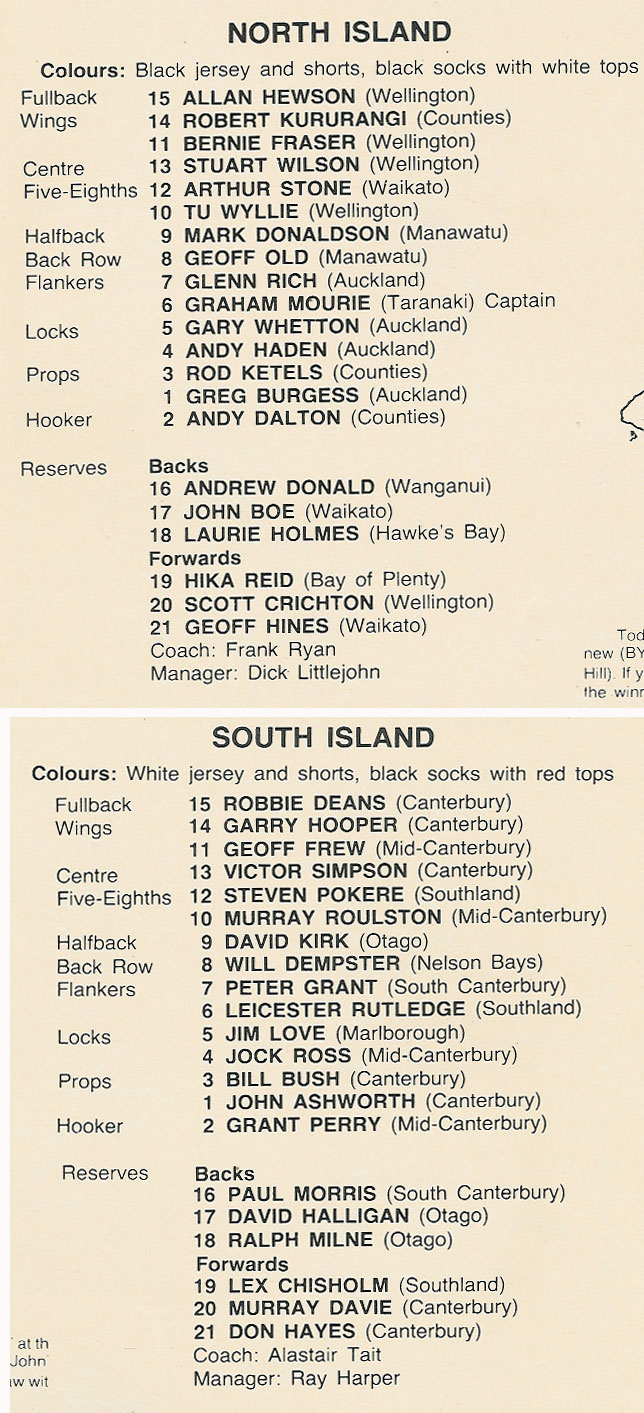 NORTH ISLAND
Colours: Black jersey and shorts, black socks with white tops
Fullback 15 ALLAN HEWSON (Wellington)
Wings 14 ROBERT KURURANGI (Counties)
11 BERNIE FRASER (Wellington)
Centre 13 STUART WILSON (Wellington)
Five-Eighths 12 ARTHUR STONE (Waikato)
10 TU WYLLIE (Wellington)
Halfback 9 MARK DONALDSON (Manawatu)
Back Row 8 GEOFF OLD (Manawatu)
Flankers 7 GLENN RICH (Auckland)
6 GRAHAM MOURIE (Taranaki) Captain
Locks 5 GARY WHETTON (Auckland)
4 ANDY HADEN (Auckland)
Props 3 ROD KETELS (Counties)
1 GREG BURGESS (Auckland)
Hooker 2 ANDY DALTON (Counties)
Reserves Backs
16 ANDREW DONALD (Wanganui)
17 JOHN BOE (Waikato)
18 LAURIE HOLMES (Hawke's Bay)
Forwards
19 HIKA REID (Bay of Plenty)
20 SCOTT CRICHTON (Wellington)
21 GEOFF HINES (Waikato)
Coach: Frank Ryan
Manager: Dick Littlejohn
Tod
new (BY
Hill). If y
the winn
SOUTH ISLAND
Colours: White jersey and shorts, black socks with red tops
Fullback 15 ROBBIE DEANS (Canterbury)
Wings 14 GARRY HOOPER (Canterbury)
11 GEOFF FREW (Mid-Canterbury)
Centre 13 VICTOR SIMPSON (Canterbury)
Five-Eighths 12 STEVEN POKERE (Southland)
10 MURRAY ROULSTON (Mid-Canterbury)
Halfback 9 DAVID KIRK (Otago)
Back Row 8 WILL DEMPSTER (Nelson Bays)
Flankers 7 PETER GRANT (South Canterbury)
6 LEICESTER RUTLEDGE (Southland)
Locks 5 JIM LOVE (Marlborough)
4 JOCK ROSS (Mid-Canterbury)
Props 3 BILL BUSH (Canterbury)
1 JOHN ASHWORTH (Canterbury)
Hooker 2 GRANT PERRY (Mid-Canterbury)
Reserves Backs
16 PAUL MORRIS (South Canterbury)
17 DAVID HALLIGAN (Otago)
18 RALPH MILNE (Otago)
Forwards
19 LEX CHISHOLM (Southland)
20 MURRAY DAVIE (Canterbury)
21 DON HAYES (Canterbury)
Coach: Alastair Tait
Manager: Ray Harper
at th
John
aw wit